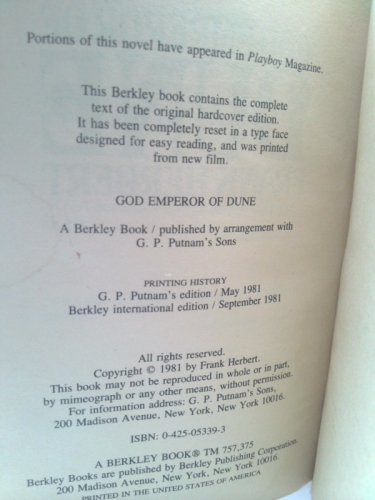 Portions of this novel have appeared in Playboy Magazine.
This Berkley book contains the complete
text of the original hardcover edition.
It has been completely reset in a type face
designed for easy reading, and was printed
from new film.
GOD EMPEROR OF DUNE
A Berkley Book / published by arrangement with
G. P. Putnam's Sons
PRINTING HISTORY
G. P. Putnam's edition / May 1981
Berkley international edition / September 1981
All rights reserved.
Copyright © 1981 by Frank Herbert.
This book may not be reproduced in whole or in part,
by mimeograph or any other means, without permission.
For information address: G. P. Putnam's Sons,
200 Madison Avenue, New York, New York 10016.
ISBN: 0-425-05339-3
A BERKLEY BOOK® TM 757,375
Berkley Books are published by Berkley Publishing Corporation,
200 Madison Avenue, New York, New York 10016.
PRINTED IN THE UNITED STATES OF AMERICA